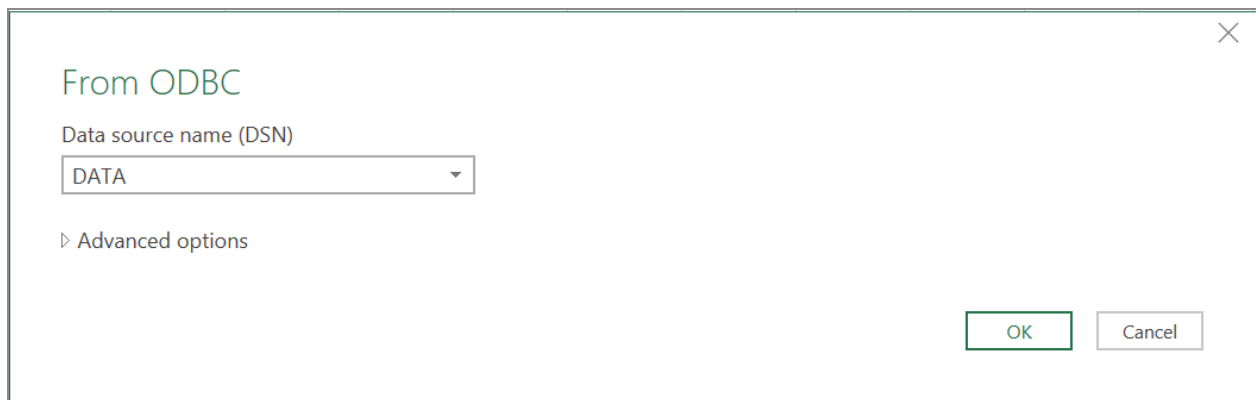 From ODBC
Data source name (DSN)
DATA
Advanced options
OK
Cancel